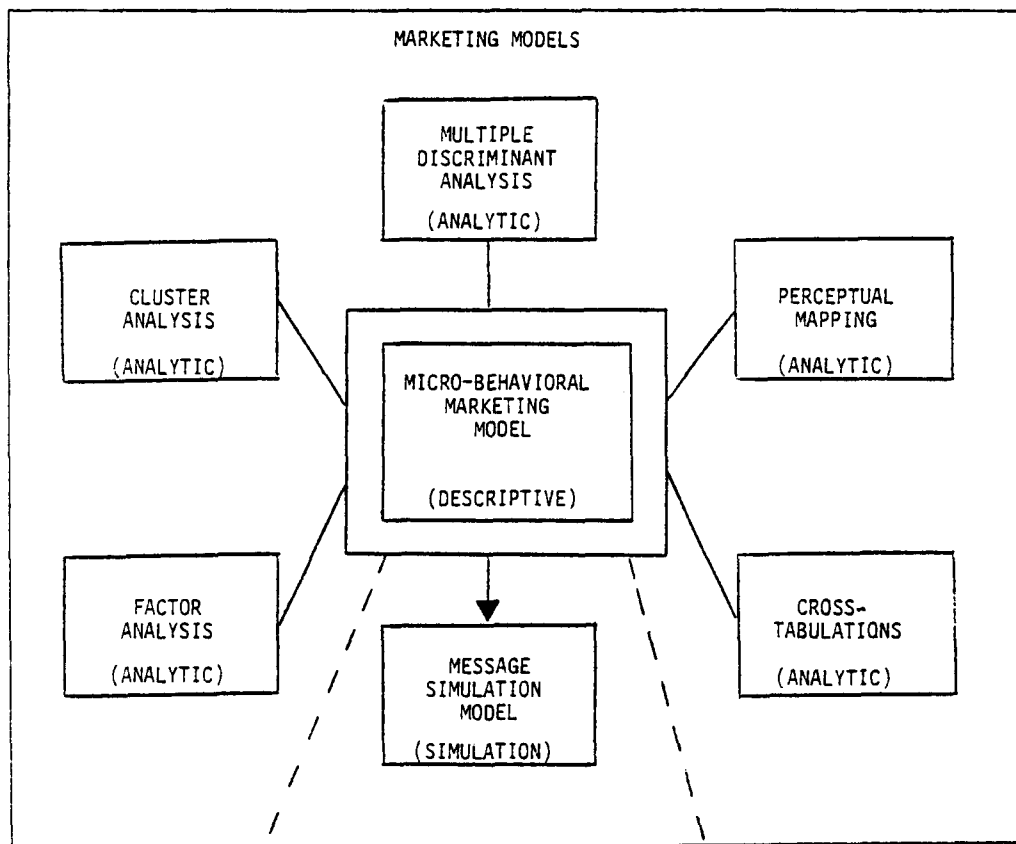 MARKETING MODELS
MULTIPLE
DISCRIMINANT
ANALYSIS
(ANALYTIC)
CLUSTER
ANALYSIS
(ANALYTIC)
PERCEPTUAL
MAPPING
(ANALYTIC)
MICRO-BEHAVIORAL
MARKETING
MODEL
(DESCRIPTIVE)
FACTOR
ANALYSIS
(ANALYTIC)
MESSAGE
SIMULATION
MODEL
(SIMULATION)
CROSS-
TABULATIONS
(ANALYTIC)